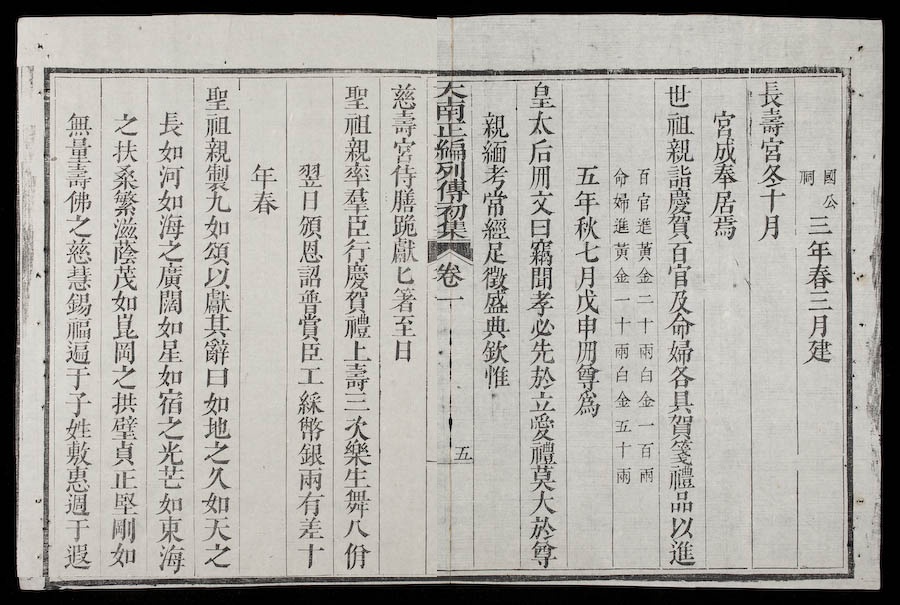 國公祠三年春三月建
長壽宮冬十月
宮成奉居焉
世祖親詣慶賀百官及命婦各具賀箋禮品以進
百官進黃金二十兩白金一百兩
命婦進黃金一十兩白金五十兩
五年秋七月戊申冊尊爲
皇太后冊文曰竊聞孝必先於立愛禮莫大於尊
親緬考常經足徵盛典欽惟
大南正編列傳初集 卷一 五
慈壽宮侍膳跪獻匕箸至日
聖祖親率羣臣行慶賀禮上壽三次樂生舞八佾
翌日頒恩詔普賞臣工綵幣銀兩有差十
年春
聖祖親製九如頌以獻其辭曰如地之久如天之
長如河如海之廣闊如星如宿之光芒如東海
之扶桑繁滋蔭茂如崑岡之拱璧貞正堅剛如
無量壽佛之慈慧錫福遍于子姓敷惠週于遐